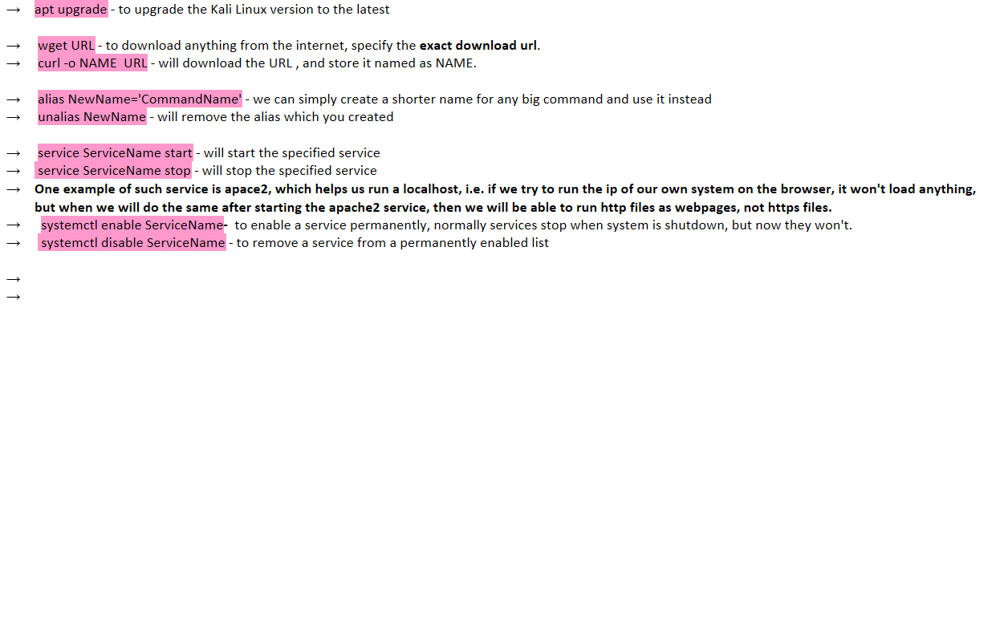 → apt upgrade - to upgrade the Kali Linux version to the latest
→ wget URL - to download anything from the internet, specify the exact download url.
→ curl -o NAME  URL - will download the URL , and store it named as NAME.
→ alias NewName='CommandName' - we can simply create a shorter name for any big command and use it instead
→ unalias NewName - will remove the alias which you created
→ service ServiceName start - will start the specified service
→ service ServiceName stop - will stop the specified service
→ One example of such service is apace2, which helps us run a localhost, i.e. if we try to run the ip of our own system on the browser, it won't load anything,
but when we will do the same after starting the apache2 service, then we will be able to run http files as webpages, not https files.
→ systemctl enable ServiceName-  to enable a service permanently, normally services stop when system is shutdown, but now they won't.
→ systemctl disable ServiceName - to remove a service from a permanently enabled list
→
→